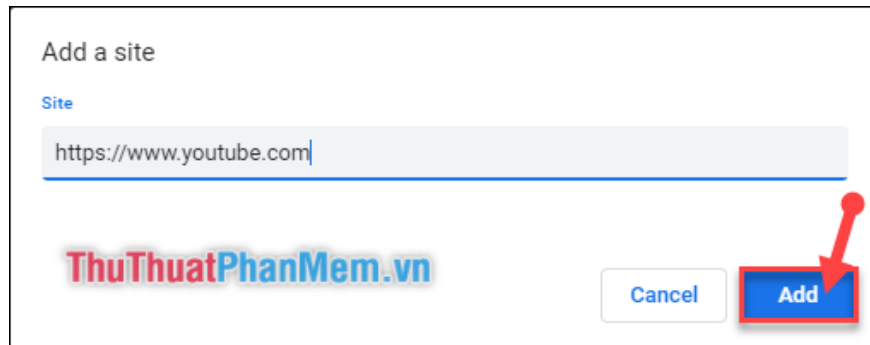 Add a site
Site
https://www.youtube.com
ThuThuatPhanMem.vn
Cancel
Add